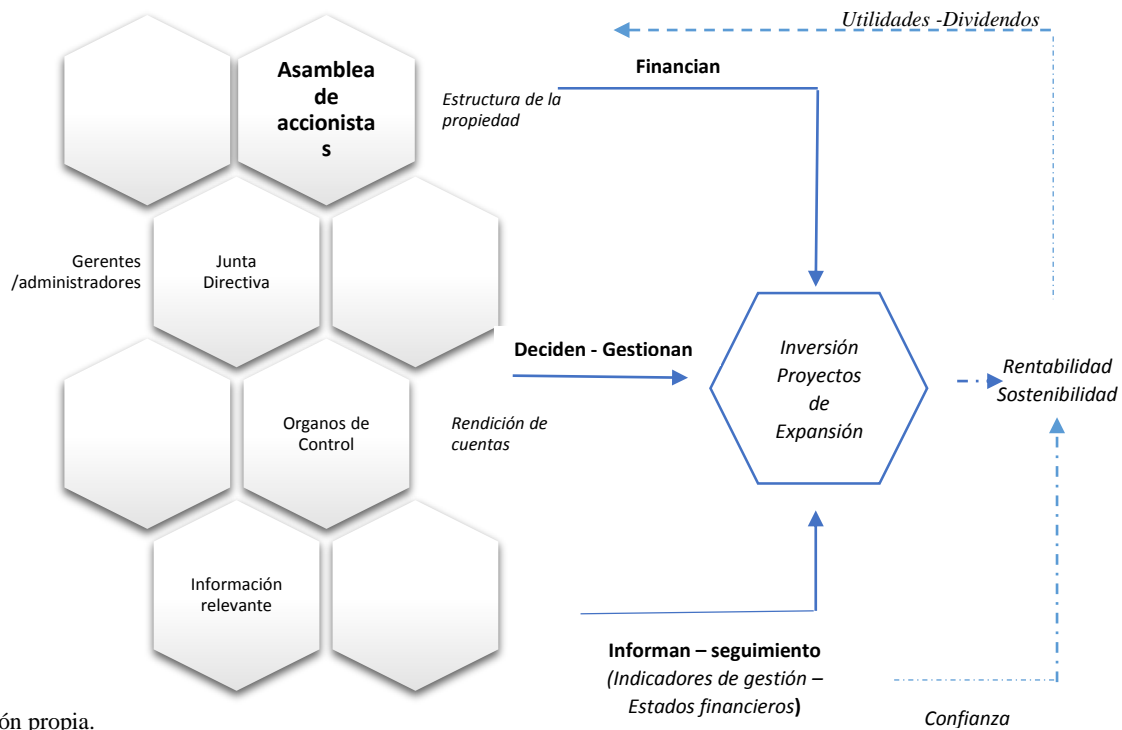 Utilidades -Dividendos
Asamblea
de
accionista
s
Financian
Estructura de la
propiedad
Gerentes
/administradores
Junta
Directiva
Deciden - Gestionan
Inversión
Proyectos
de
Expansión
Rentabilidad
Sostenibilidad
Organos de
Control
Rendición de
cuentas
Información
relevante
Informan – seguimiento
(Indicadores de gestión –
Estados financieros)
Confianza
ón propia.